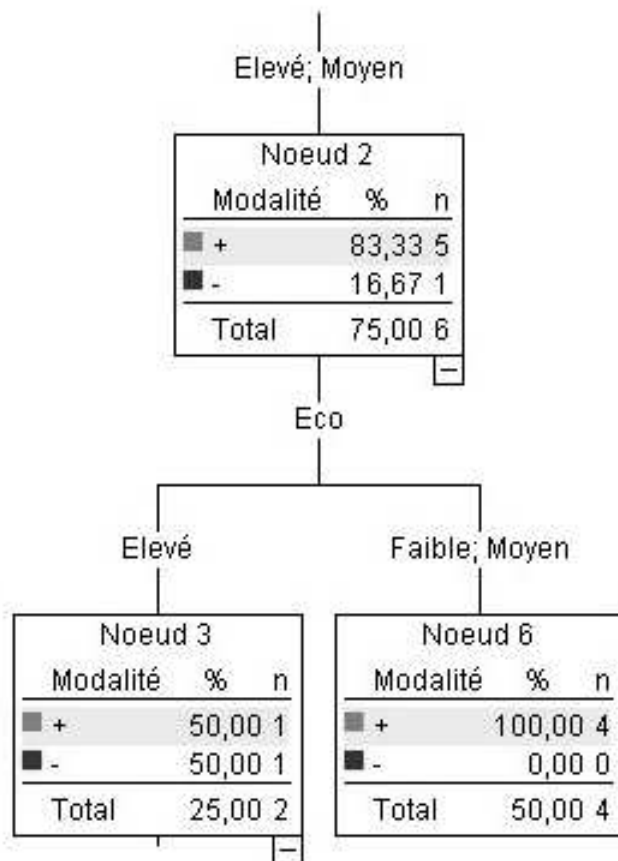 Elevé; Moyen
Noeud 2
Modalité % n
+ 83,33 5
- 16,67 1
Total 75,00 6
Eco
Elevé
Faible; Moyen
Noeud 3
Modalité % n
+ 50,00 1
- 50,00 1
Total 25,00 2
Noeud 6
Modalité % n
+ 100,00 4
- 0,00 0
Total 50,00 4